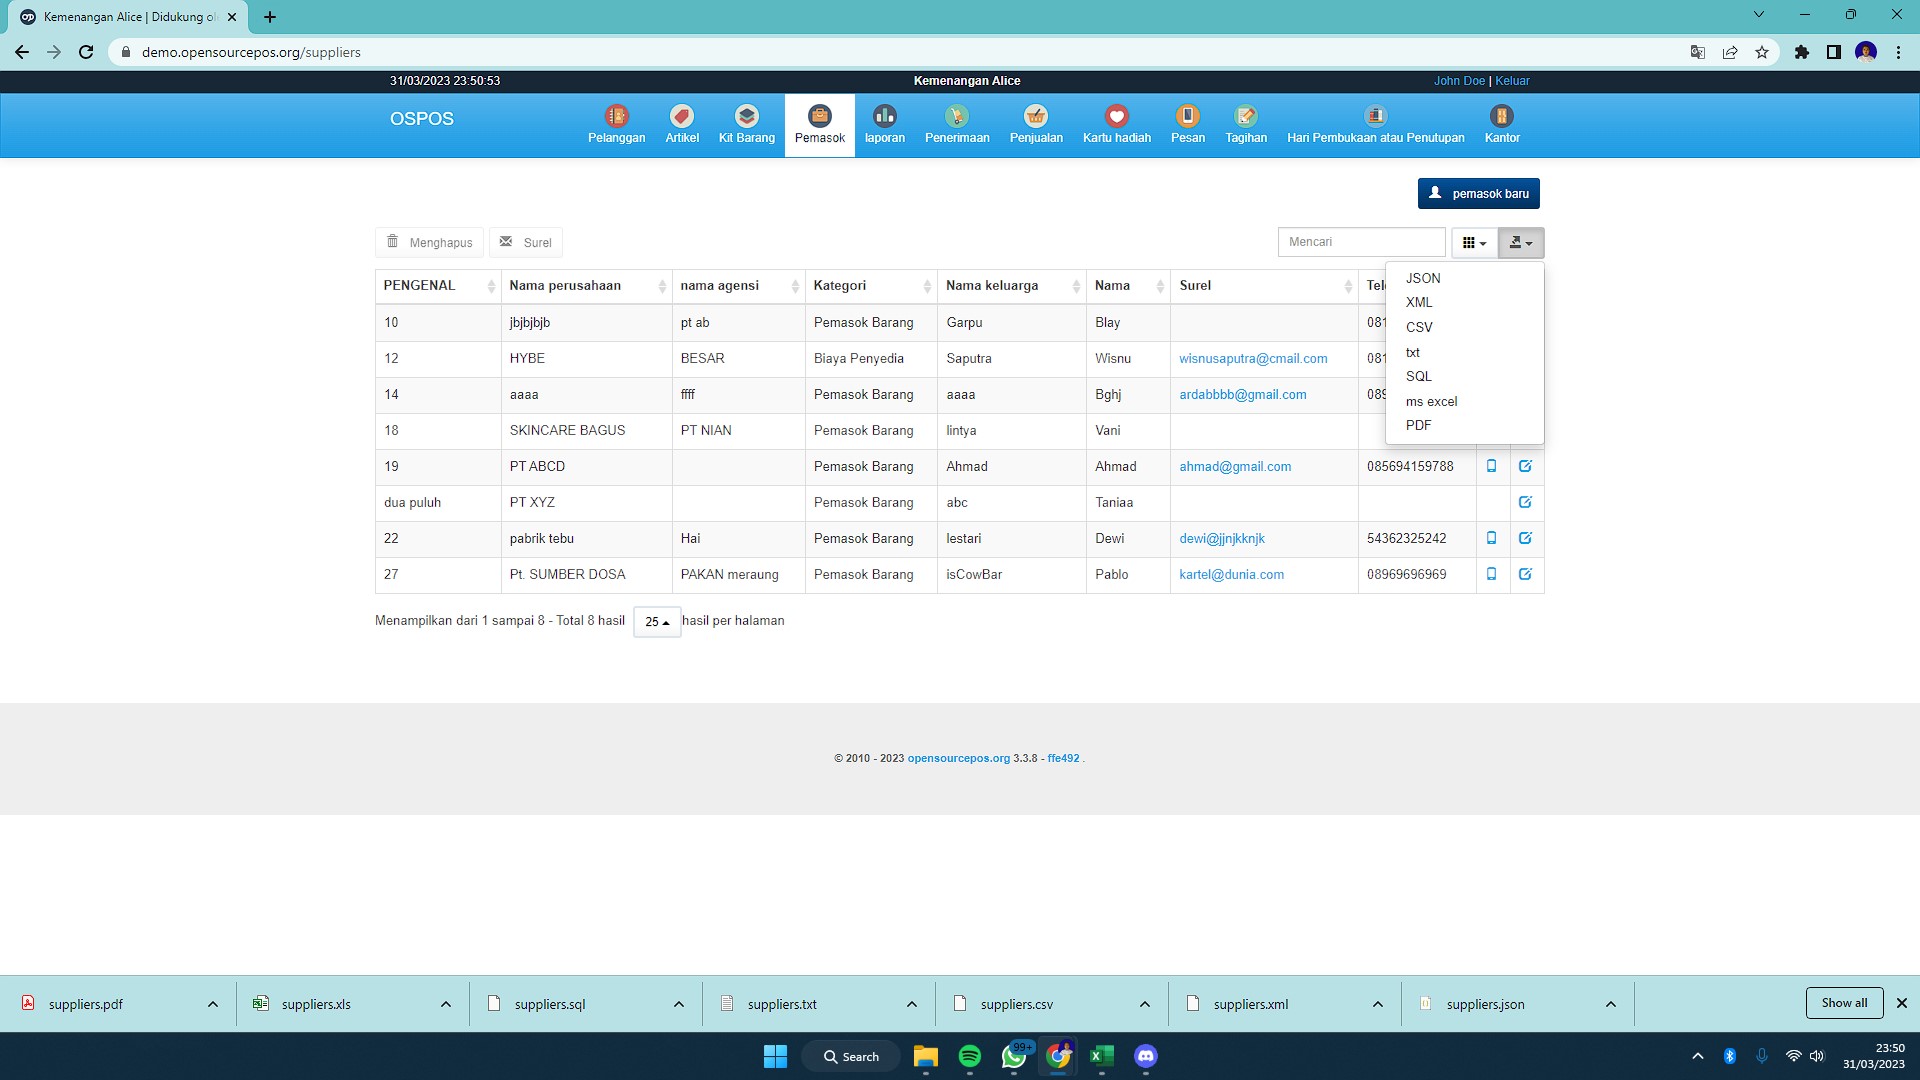 Kemenangan Alice | Didukung ol
demo.opensourcepos.org/suppliers
31/03/2023 23:50:53
Kemenangan Alice
John Doe | Keluar
OSPOS
Pelanggan
Artikel
Kit Barang
Pemasok
laporan
Penerimaan
Penjualan
Kartu hadiah
Pesan
Tagihan
Hari Pembukaan atau Penutupan
Kantor
pemasok baru
Menghapus
Surel
Mencari
JSON
XML
CSV
txt
SQL
ms excel
PDF
PENGENAL Nama perusahaan nama agensi Kategori Nama keluarga Nama Surel Tel
10 jbjbjbjb pt ab Pemasok Barang Garpu Blay 081
12 HYBE BESAR Biaya Penyedia Saputra Wisnu wisnusaputra@cmail.com 081
14 aaaa ffff Pemasok Barang aaaa Bghj ardabbbb@gmail.com 089
18 SKINCARE BAGUS PT NIAN Pemasok Barang lintya Vani
19 PT ABCD Pemasok Barang Ahmad Ahmad ahmad@gmail.com 085694159788
dua puluh PT XYZ Pemasok Barang abc Taniaa
22 pabrik tebu Hai Pemasok Barang lestari Dewi dewi@jjnjkknjk 54362325242
27 Pt. SUMBER DOSA PAKAN meraung Pemasok Barang isCowBar Pablo kartel@dunia.com 08969696969
Menampilkan dari 1 sampai 8 - Total 8 hasil 25 hasil per halaman
© 2010 - 2023 opensourcepos.org 3.3.8 - ffe492 .
suppliers.pdf
suppliers.xls
suppliers.sql
suppliers.txt
suppliers.csv
suppliers.xml
suppliers.json
Show all
Search
99+
23:50
31/03/2023